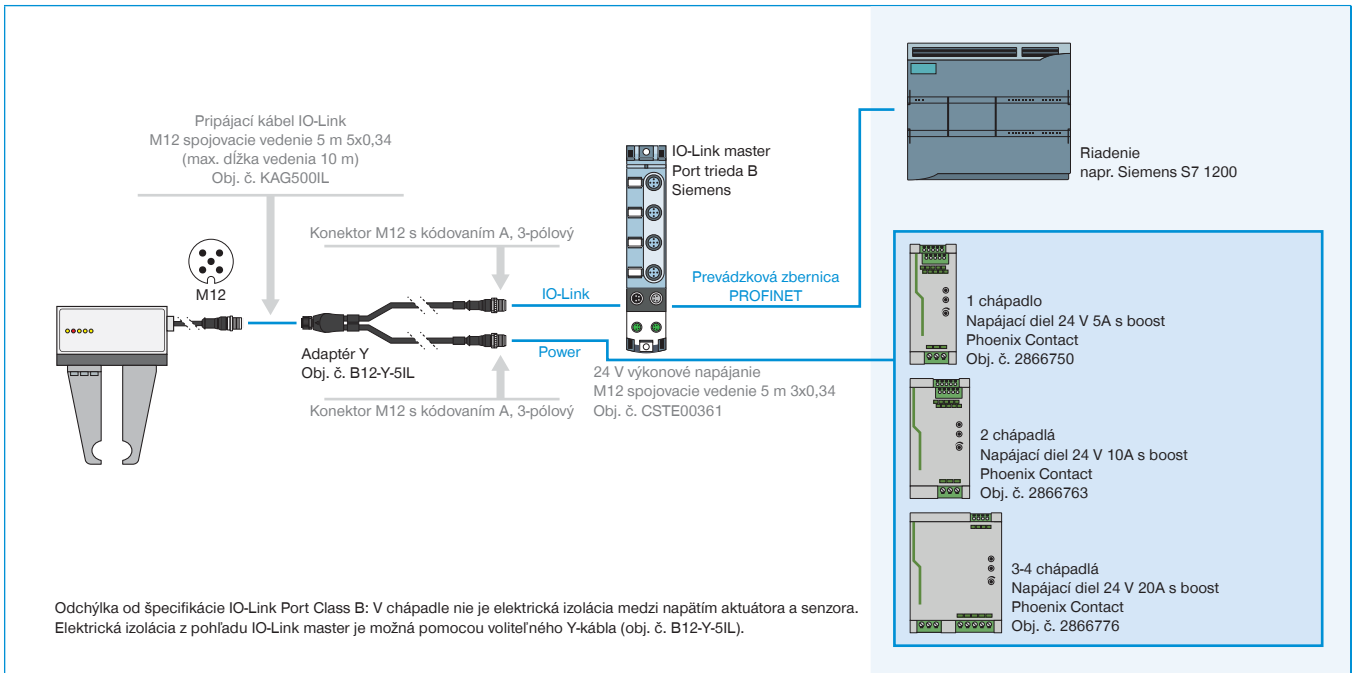 Pripájací kábel IO-Link
M12 spojovacie vedenie 5 m 5x0,34
(max. dĺžka vedenia 10 m)
Obj. č. KAG500IL
M12
Konektor M12 s kódovaním A, 3-pólový
Adaptér Y
Obj. č. B12-Y-5IL
Konektor M12 s kódovaním A, 3-pólový
IO-Link
Power
IO-Link master
Port trieda B
Siemens
24 V výkonové napájanie
M12 spojovacie vedenie 5 m 3x0,34
Obj. č. CSTE00361
Prevádzková zbernica
PROFINET
Riadenie
napr. Siemens S7 1200
1 chápadlo
Napájací diel 24 V 5A s boost
Phoenix Contact
Obj. č. 2866750
2 chápadlá
Napájací diel 24 V 10A s boost
Phoenix Contact
Obj. č. 2866763
3-4 chápadlá
Napájací diel 24 V 20A s boost
Phoenix Contact
Obj. č. 2866776
Odchýlka od špecifikácie IO-Link Port Class B: V chápadle nie je elektrická izolácia medzi napätím aktuátora a senzora.
Elektrická izolácia z pohľadu IO-Link master je možná pomocou voliteľného Y-kábla (obj. č. B12-Y-5IL).